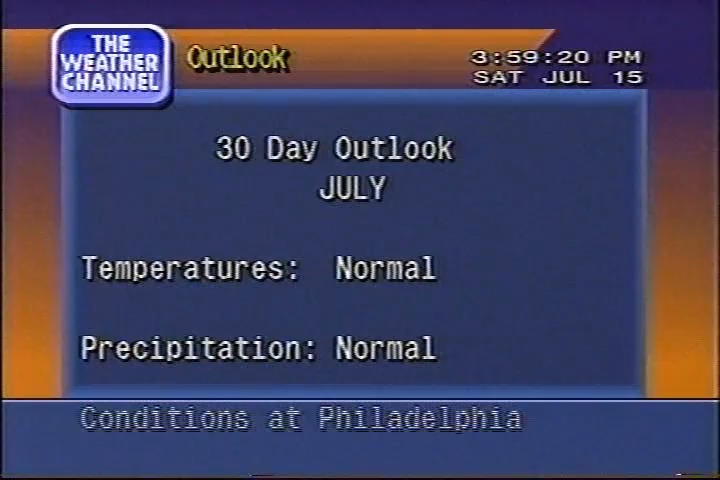 THE
WEATHER
CHANNEL
Outlook
3:59:20 PM
SAT JUL 15
30 Day Outlook
JULY
Temperatures: Normal
Precipitation: Normal
Conditions at Philadelphia